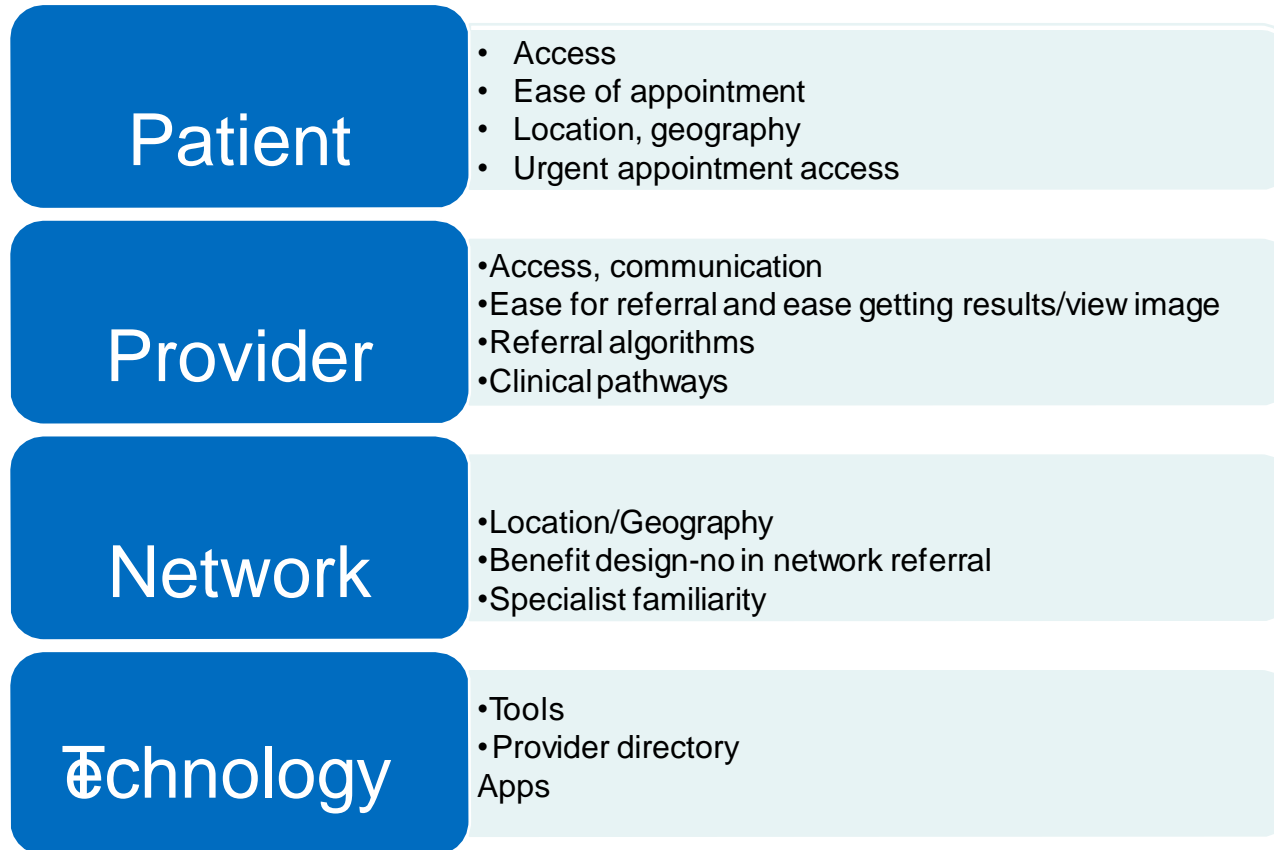 Patient
• Access
• Ease of appointment
• Location, geography
• Urgent appointment access
Provider
•Access, communication
•Ease for referral and ease getting results/view image
•Referral algorithms
•Clinical pathways
Network
•Location/Geography
•Benefit design-no in network referral
•Specialist familiarity
Technology
•Tools
•Provider directory
Apps